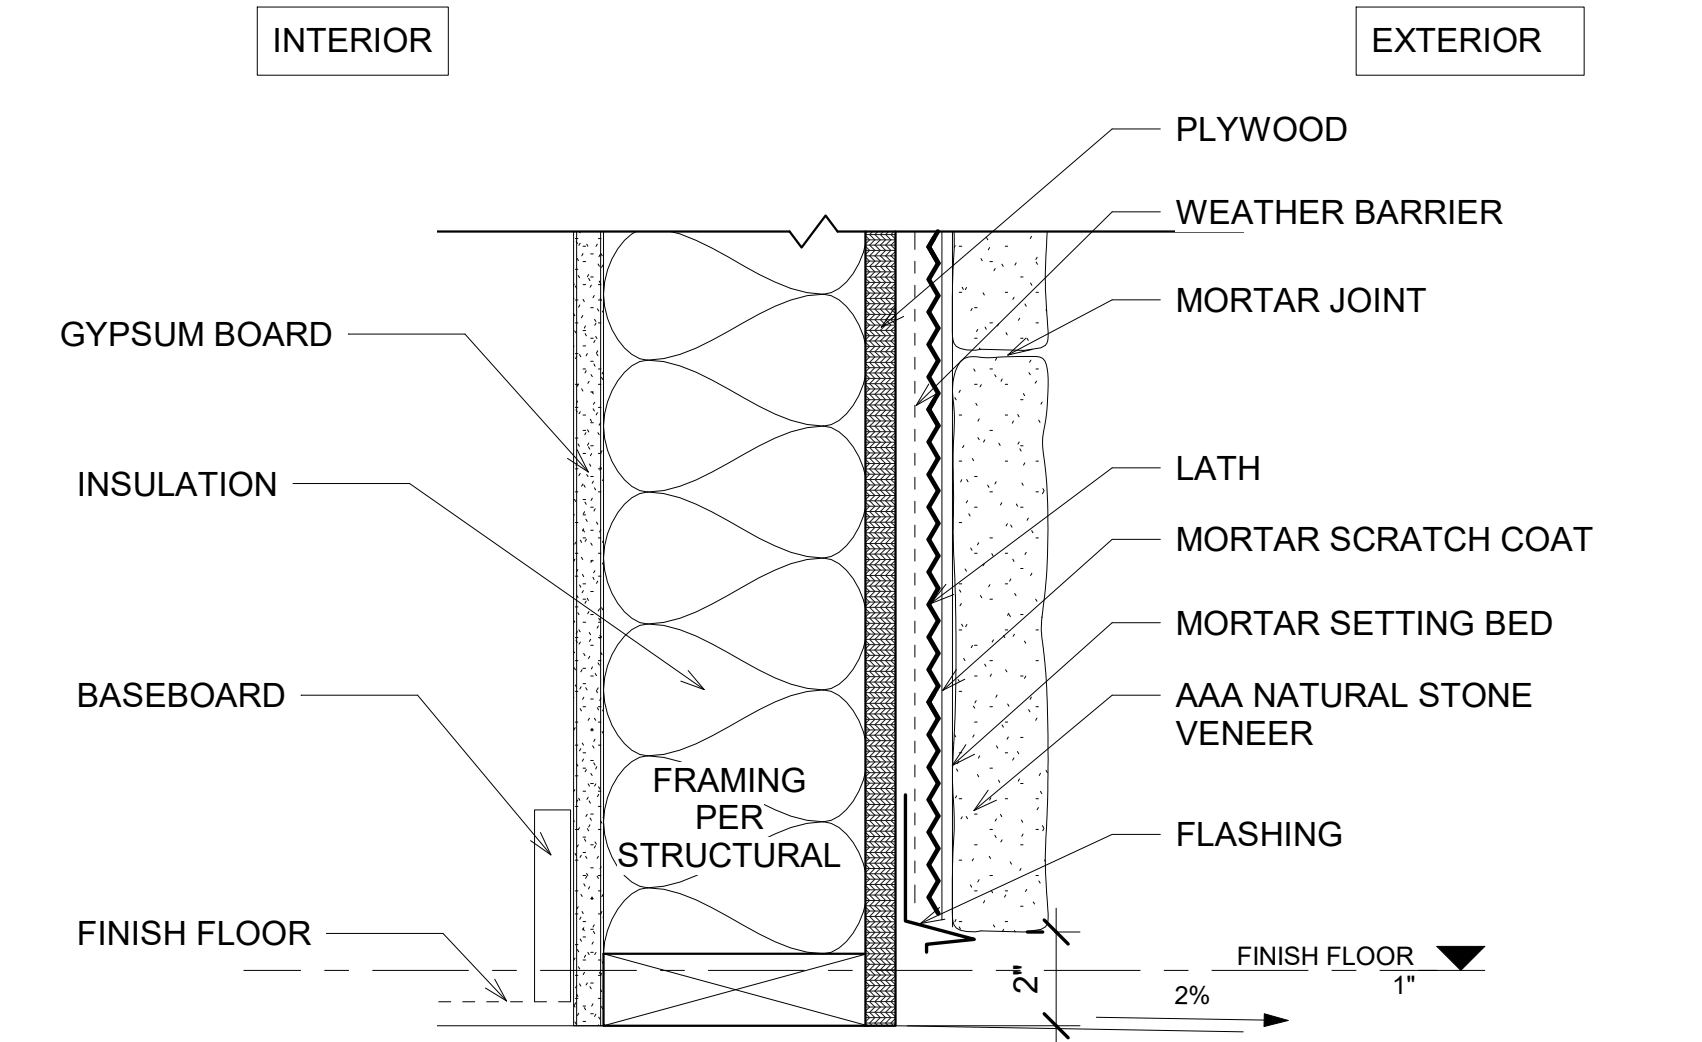 INTERIOR
EXTERIOR
PLYWOOD
WEATHER BARRIER
MORTAR JOINT
GYPSUM BOARD
LATH
INSULATION
MORTAR SCRATCH COAT
MORTAR SETTING BED
BASEBOARD
AAA NATURAL STONE
VENEER
FRAMING
PER
STRUCTURAL
FLASHING
FINISH FLOOR
FINISH FLOOR
1"
2"
2%